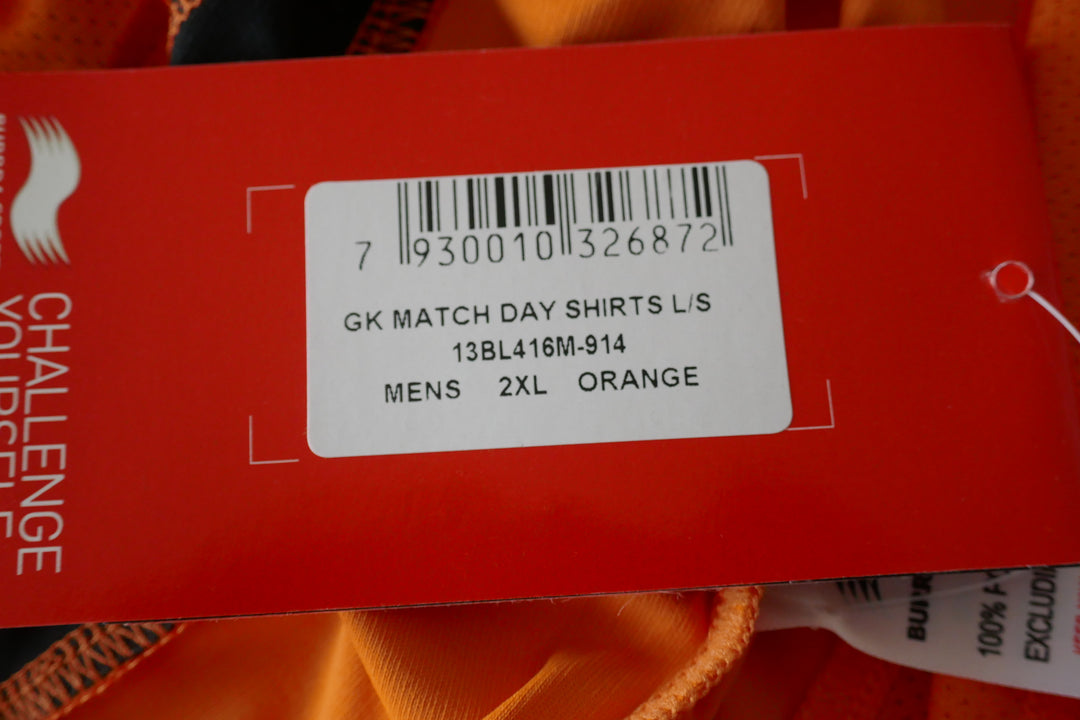 7 930010 326872
GK MATCH DAY SHIRTS L/S
13BL416M-914
MENS 2XL ORANGE
CHALLENGE
100%